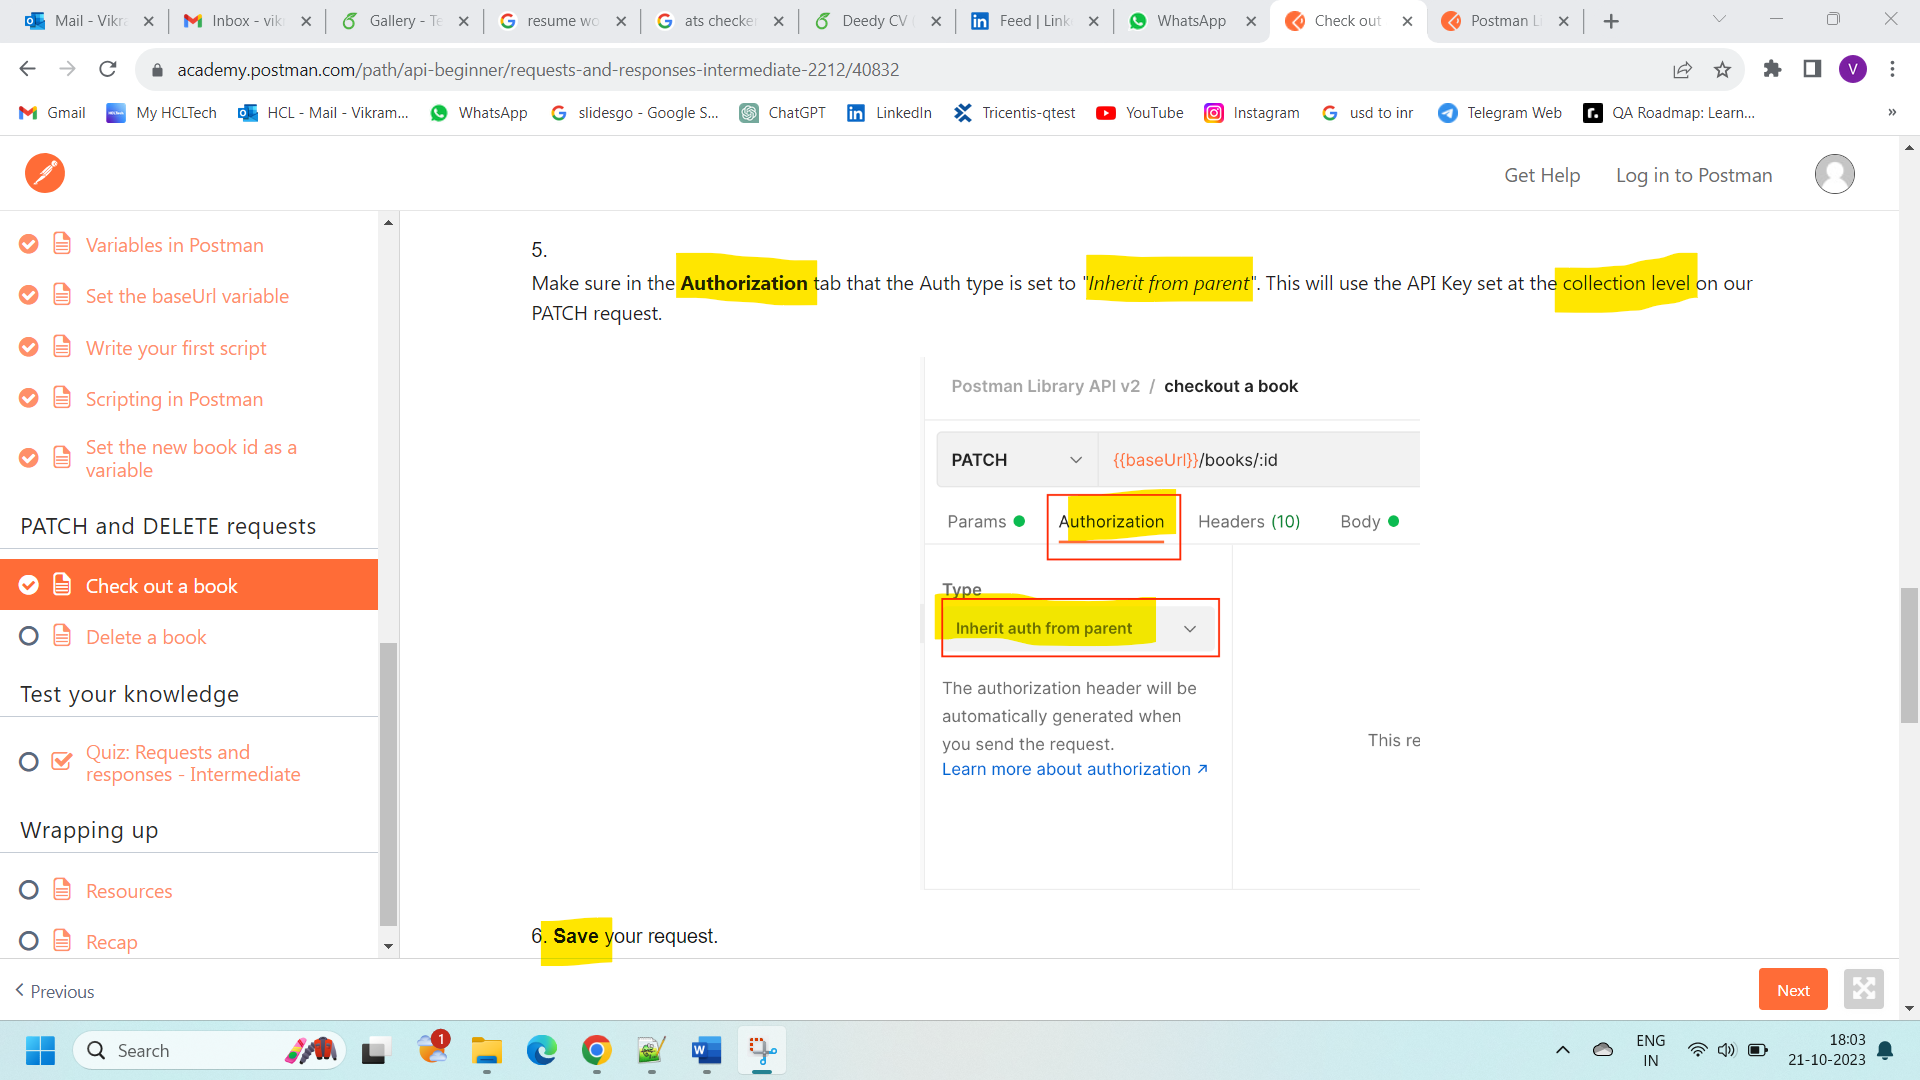 Mail - Vikra
Inbox - vik
Gallery - Te
resume wo
ats checke
Deedy CV
Feed | Link
WhatsApp
Check out
Postman Li
academy.postman.com/path/api-beginner/requests-and-responses-intermediate-2212/40832
V
Gmail
My HCLTech
HCL - Mail - Vikram...
WhatsApp
slidesgo - Google S...
ChatGPT
LinkedIn
Tricentis-qtest
YouTube
Instagram
usd to inr
Telegram Web
QA Roadmap: Learn...
»
Get Help
Log in to Postman
Variables in Postman
Set the baseUrl variable
Write your first script
Scripting in Postman
Set the new book id as a
variable
PATCH and DELETE requests
Check out a book
Delete a book
Test your knowledge
Quiz: Requests and
responses - Intermediate
Wrapping up
Resources
Recap
5.
Make sure in the Authorization tab that the Auth type is set to "Inherit from parent". This will use the API Key set at the collection level on our
PATCH request.
Postman Library API v2 / checkout a book
PATCH
{{baseUrl}}/books/:id
Params
Authorization
Headers (10)
Body
Type
Inherit auth from parent
The authorization header will be
automatically generated when
you send the request.
Learn more about authorization ↗
This re
6. Save your request.
Previous
Next
Search
1
ENG
IN
18:03
21-10-2023